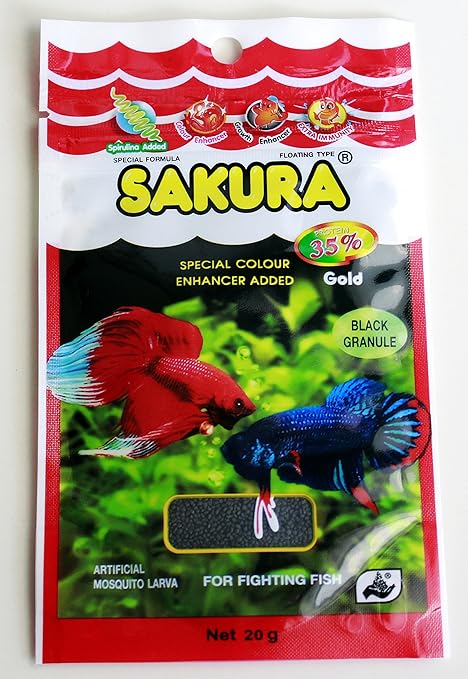 Spirulina Added
Colour Enhancer
Growth Enhancer
EXTRA IMMUNITY
SPECIAL FORMULA
FLOATING TYPE
SAKURA®
PROTEIN
35%
SPECIAL COLOUR
ENHANCER ADDED
Gold
BLACK
GRANULE
ARTIFICIAL
MOSQUITO LARVA
FOR FIGHTING FISH
Net 20 g